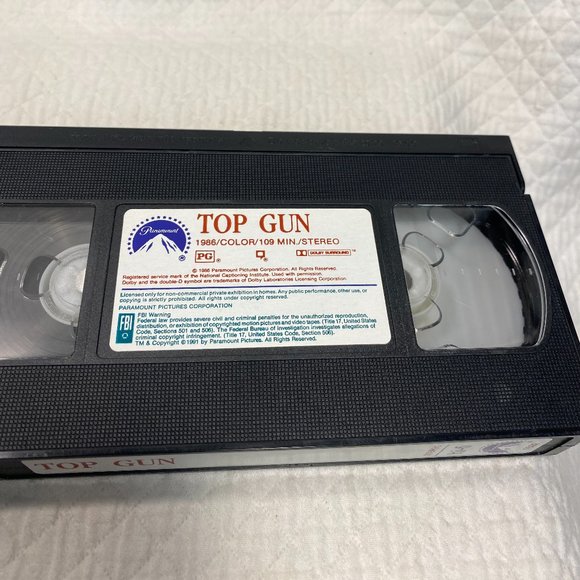 Paramount
®
TOP GUN
1986/COLOR/109 MIN./STEREO
PG
DOLBY SURROUND
© 1986 Paramount Pictures Corporation. All Rights Reserved.
Registered service mark of the National Captioning Institute. Used with permission.
Dolby and the double-D symbol are trademarks of Dolby Laboratories Licensing Corporation.
Licensed only for non-commercial private exhibition in homes. Any public performance, other use, or
copying is strictly prohibited. All rights under copyright reserved.
PARAMOUNT PICTURES CORPORATION
FBI
FBI Warning
Federal law provides severe civil and criminal penalties for the unauthorized reproduction,
distribution, or exhibition of copyrighted motion pictures and video tapes (Title 17, United States
Code, Sections 501 and 506). The Federal Bureau of Investigation investigates allegations of
criminal copyright infringement. (Title 17, United States Code, Section 506).
TM & Copyright ©1991 by Paramount Pictures. All Rights Reserved.
TOP GUN